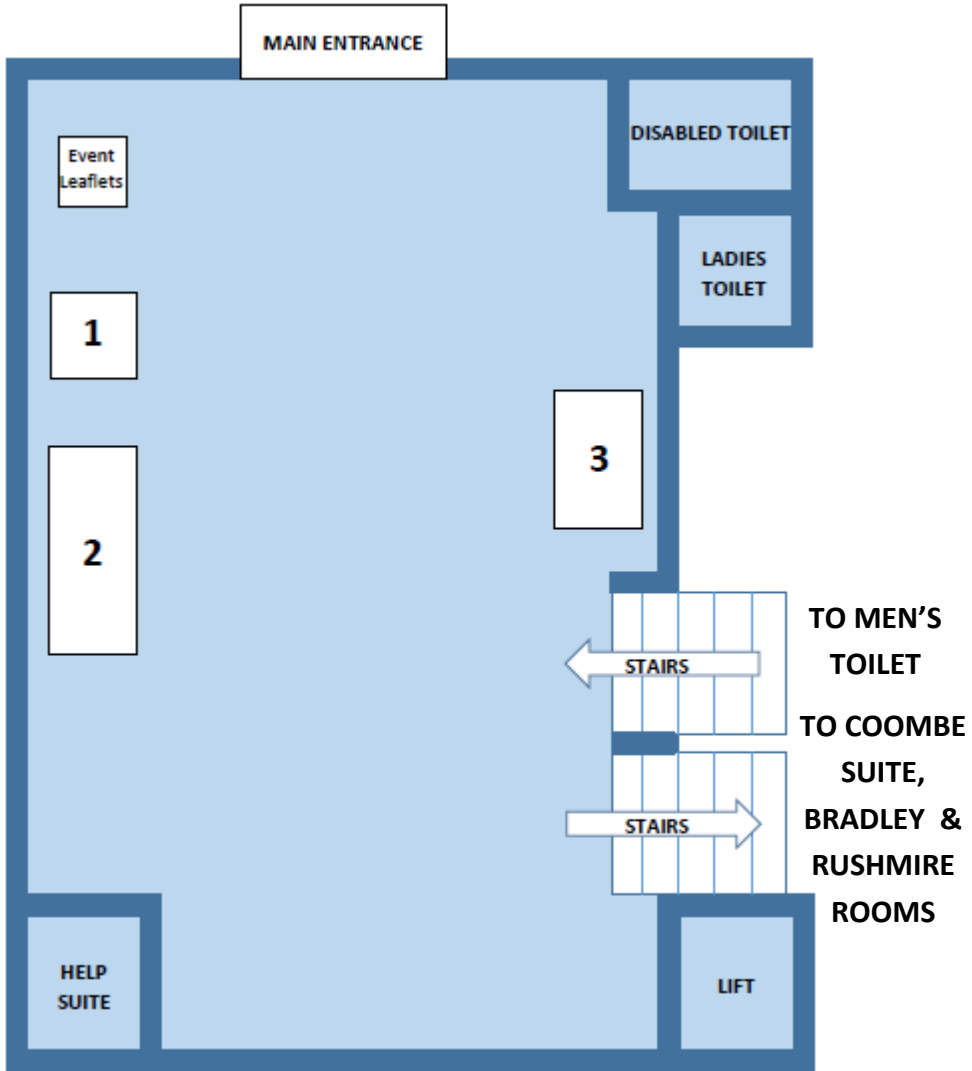 MAIN ENTRANCE
DISABLED TOILET
Event
Leaflets
LADIES
TOILET
1
3
2
TO MEN’S
TOILET
STAIRS
TO COOMBE
SUITE,
BRADLEY &
RUSHMIRE
ROOMS
STAIRS
HELP
SUITE
LIFT